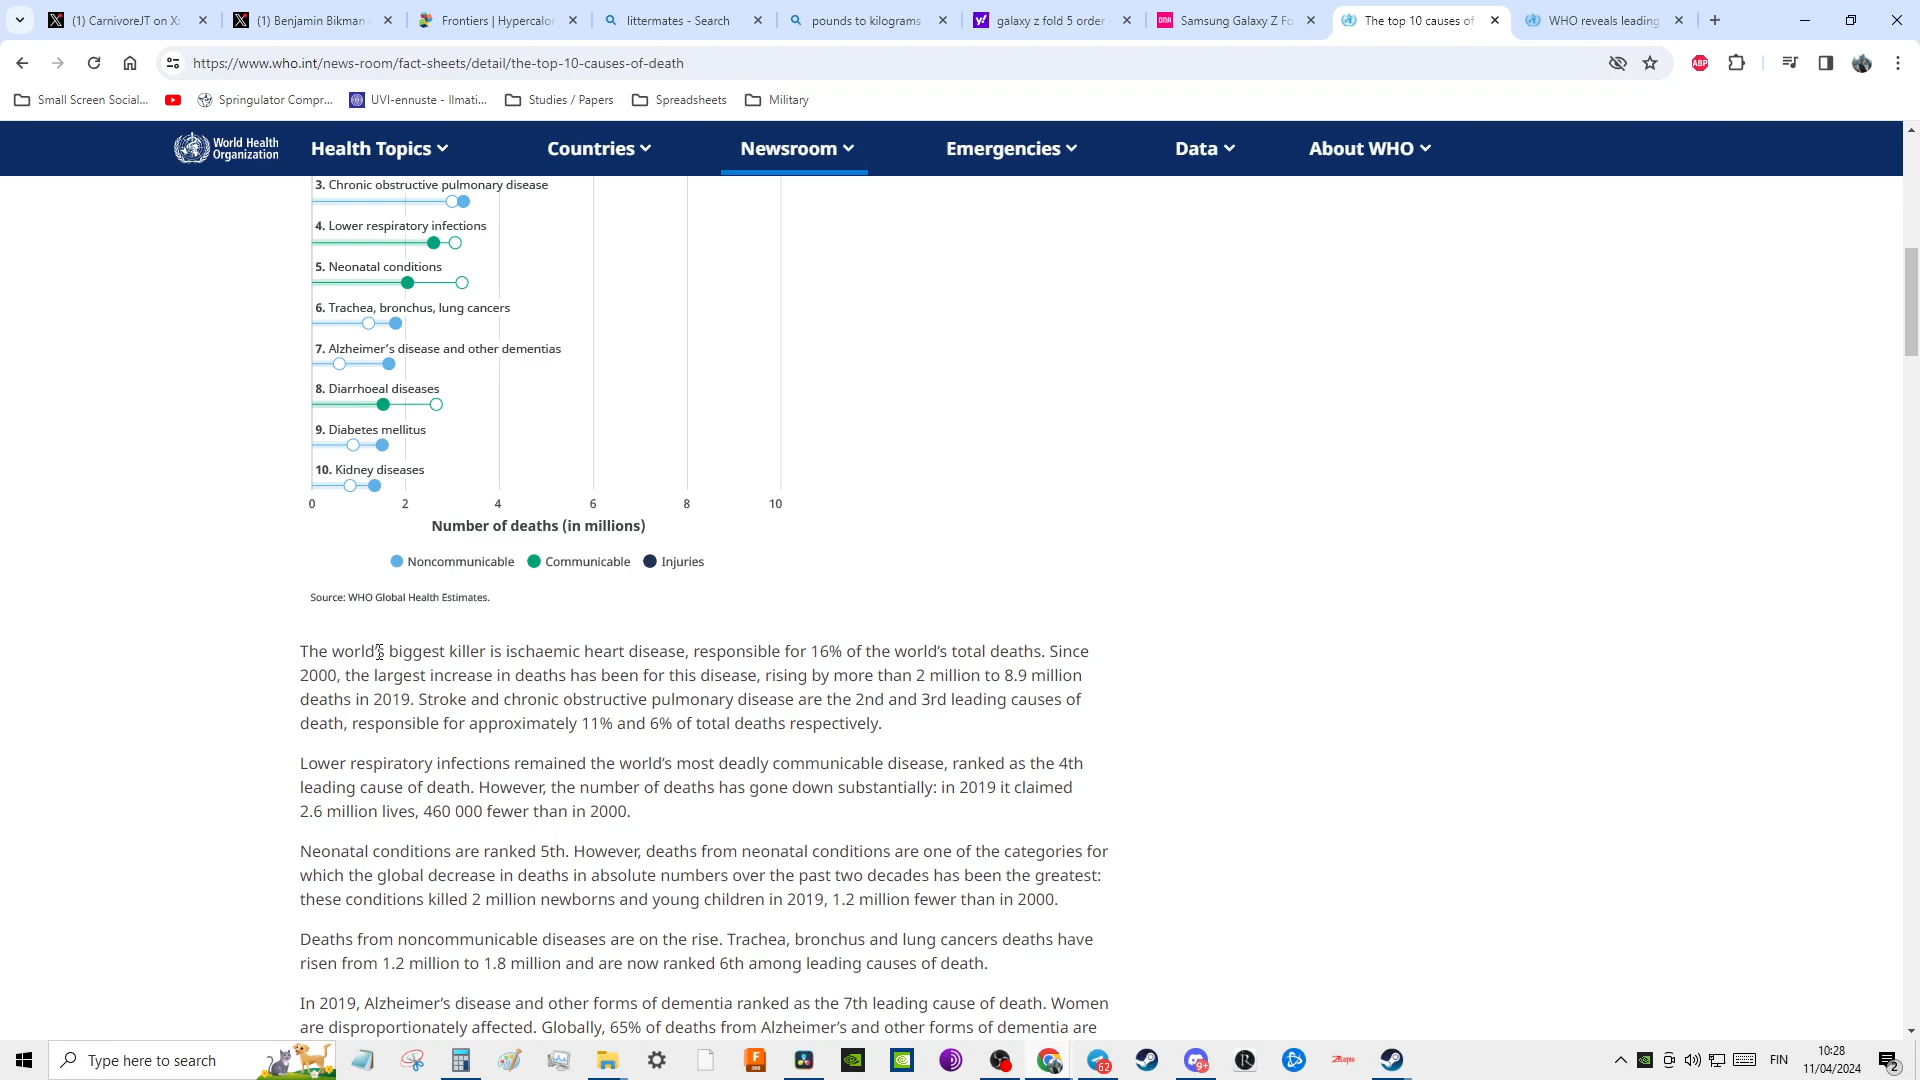 (1) CarnivoreJT on X:
(1) Benjamin Bikman
Frontiers | Hypercalor
littermates - Search
pounds to kilograms
galaxy z fold 5 order
Samsung Galaxy Z Fo
The top 10 causes of
WHO reveals leading
https://www.who.int/news-room/fact-sheets/detail/the-top-10-causes-of-death
ABP
Small Screen Social...
Springulator Compr...
UVI-ennuste - Ilmati...
Studies / Papers
Spreadsheets
Military
World Health
Organization
Health Topics
Countries
Newsroom
Emergencies
Data
About WHO
3. Chronic obstructive pulmonary disease
4. Lower respiratory infections
5. Neonatal conditions
6. Trachea, bronchus, lung cancers
7. Alzheimer's disease and other dementias
8. Diarrhoeal diseases
9. Diabetes mellitus
10. Kidney diseases
0 2 4 6 8 10
Number of deaths (in millions)
Noncommunicable Communicable Injuries
Source: WHO Global Health Estimates.
The world's biggest killer is ischaemic heart disease, responsible for 16% of the world's total deaths. Since
2000, the largest increase in deaths has been for this disease, rising by more than 2 million to 8.9 million
deaths in 2019. Stroke and chronic obstructive pulmonary disease are the 2nd and 3rd leading causes of
death, responsible for approximately 11% and 6% of total deaths respectively.
Lower respiratory infections remained the world's most deadly communicable disease, ranked as the 4th
leading cause of death. However, the number of deaths has gone down substantially: in 2019 it claimed
2.6 million lives, 460 000 fewer than in 2000.
Neonatal conditions are ranked 5th. However, deaths from neonatal conditions are one of the categories for
which the global decrease in deaths in absolute numbers over the past two decades has been the greatest:
these conditions killed 2 million newborns and young children in 2019, 1.2 million fewer than in 2000.
Deaths from noncommunicable diseases are on the rise. Trachea, bronchus and lung cancers deaths have
risen from 1.2 million to 1.8 million and are now ranked 6th among leading causes of death.
In 2019, Alzheimer's disease and other forms of dementia ranked as the 7th leading cause of death. Women
are disproportionately affected. Globally, 65% of deaths from Alzheimer's and other forms of dementia are
Type here to search
62
9+
FIN
10:28
11/04/2024
2